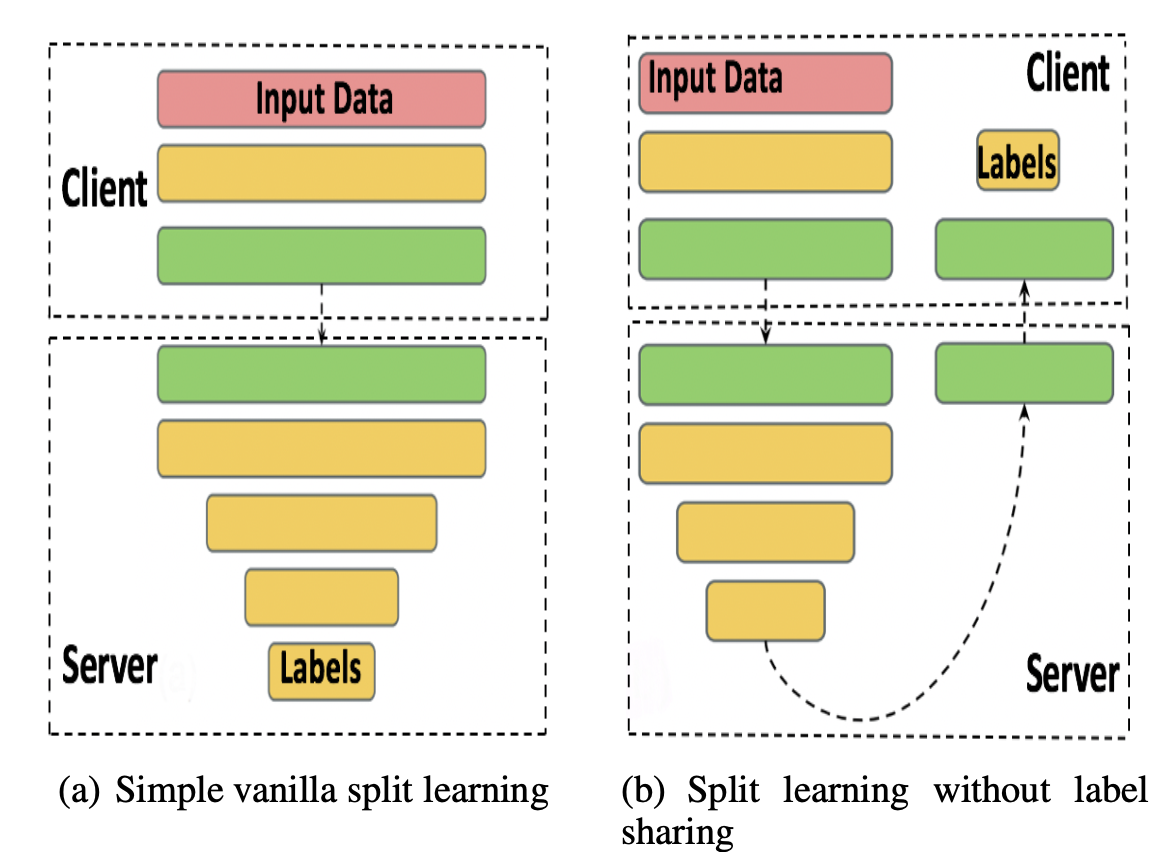 Input Data
Client
Server
Labels
(a) Simple vanilla split learning
Input Data
Client
Labels
Server
(b) Split learning without label
sharing